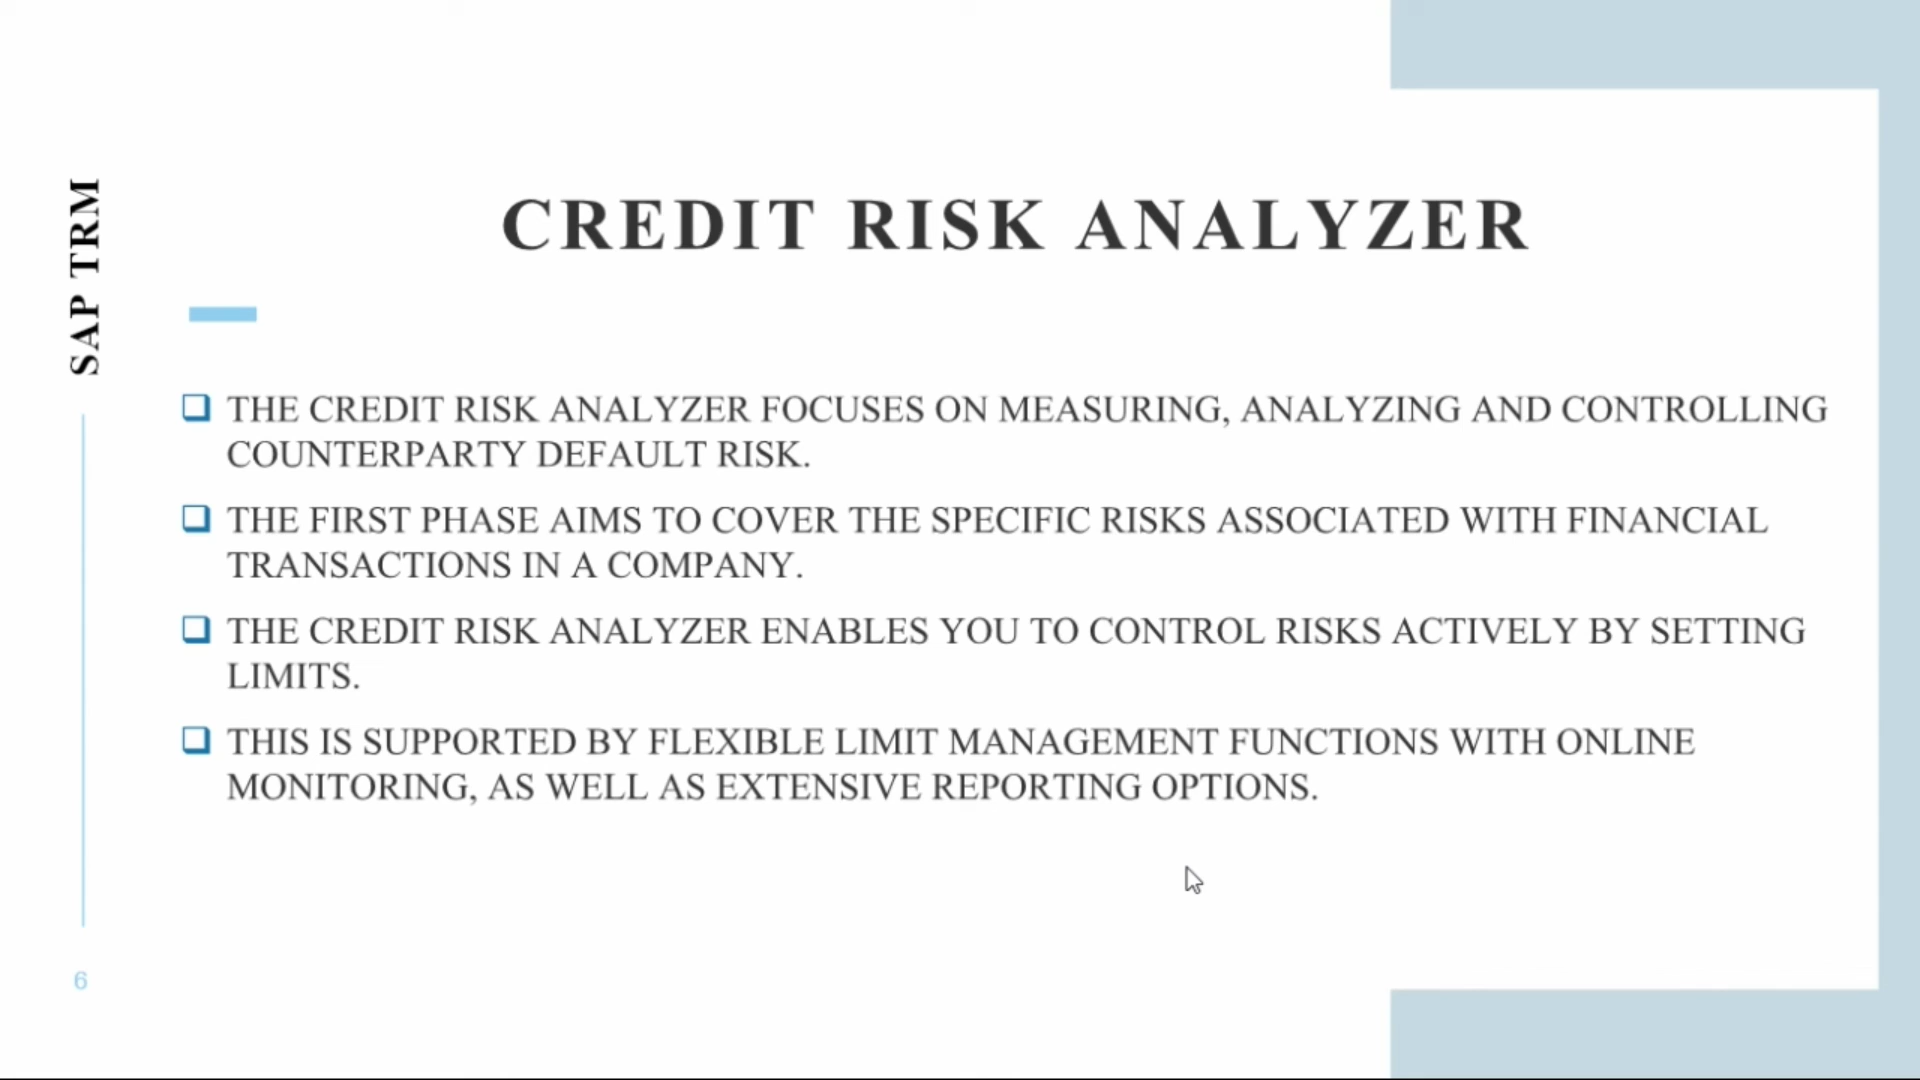 SAP TRM
CREDIT RISK ANALYZER
THE CREDIT RISK ANALYZER FOCUSES ON MEASURING, ANALYZING AND CONTROLLING
COUNTERPARTY DEFAULT RISK.
THE FIRST PHASE AIMS TO COVER THE SPECIFIC RISKS ASSOCIATED WITH FINANCIAL
TRANSACTIONS IN A COMPANY.
THE CREDIT RISK ANALYZER ENABLES YOU TO CONTROL RISKS ACTIVELY BY SETTING
LIMITS.
THIS IS SUPPORTED BY FLEXIBLE LIMIT MANAGEMENT FUNCTIONS WITH ONLINE
MONITORING, AS WELL AS EXTENSIVE REPORTING OPTIONS.
6